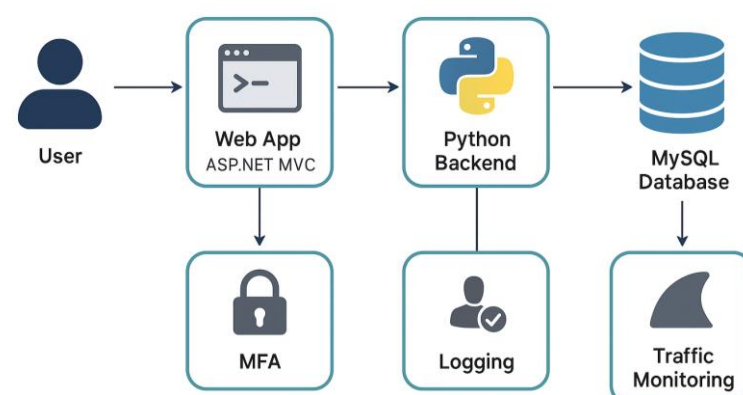 User
Web App
ASP.NET MVC
Python
Backend
MySQL
Database
MFA
Logging
Traffic
Monitoring